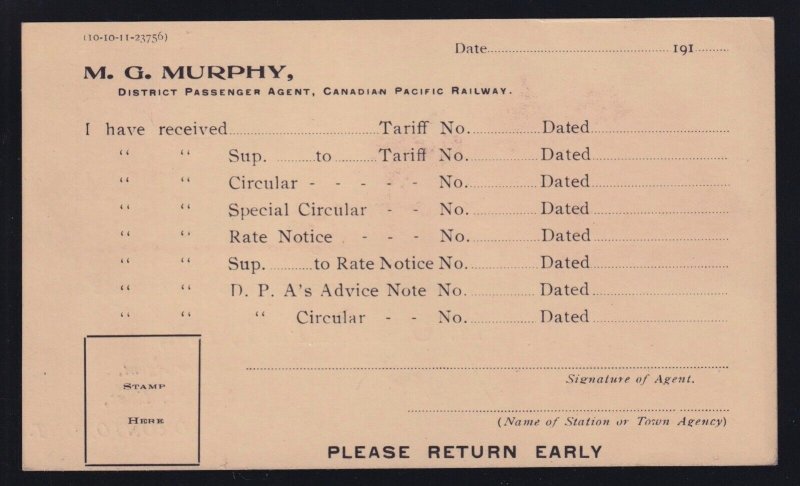 (10-10-11-23756)
Date 191
M. G. MURPHY,
DISTRICT PASSENGER AGENT, CANADIAN PACIFIC RAILWAY.
I have received Tariff No. Dated
" " Sup. to Tariff No. Dated
" " Circular - - - - - No. Dated
" " Special Circular - - No. Dated
" " Rate Notice - - - No. Dated
" " Sup. to Rate Notice No. Dated
" " D. P. A's Advice Note No. Dated
" " " Circular - - No. Dated
STAMP
HERE
Signature of Agent.
(Name of Station or Town Agency)
PLEASE RETURN EARLY